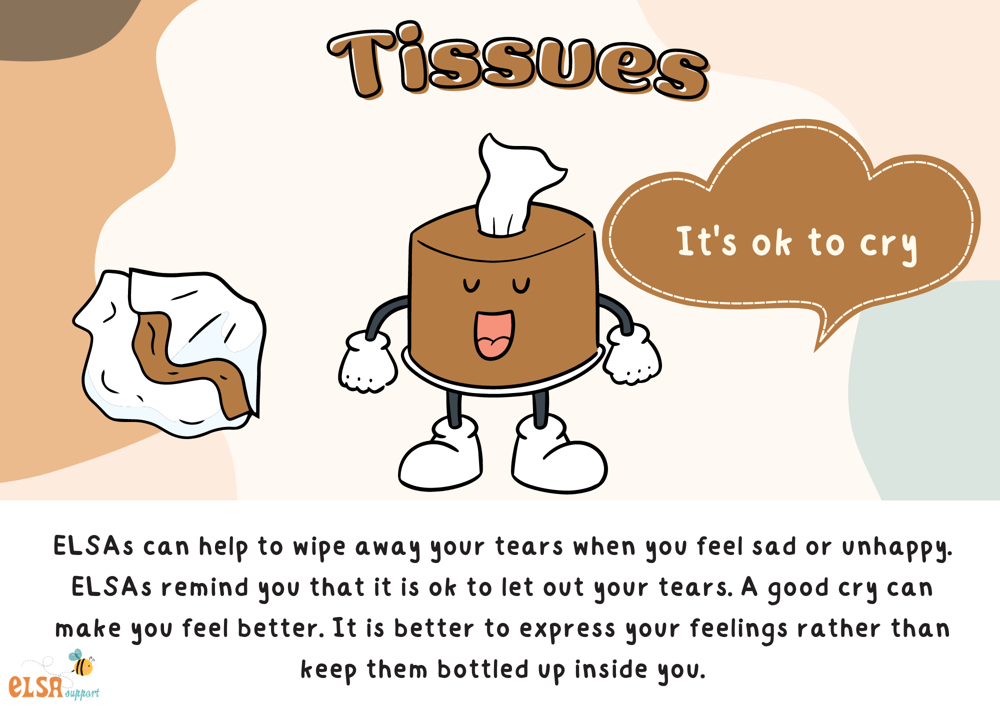 Tissues
It's ok to cry
ELSAs can help to wipe away your tears when you feel sad or unhappy.
ELSAs remind you that it is ok to let out your tears. A good cry can
make you feel better. It is better to express your feelings rather than
keep them bottled up inside you.
ELSA
support